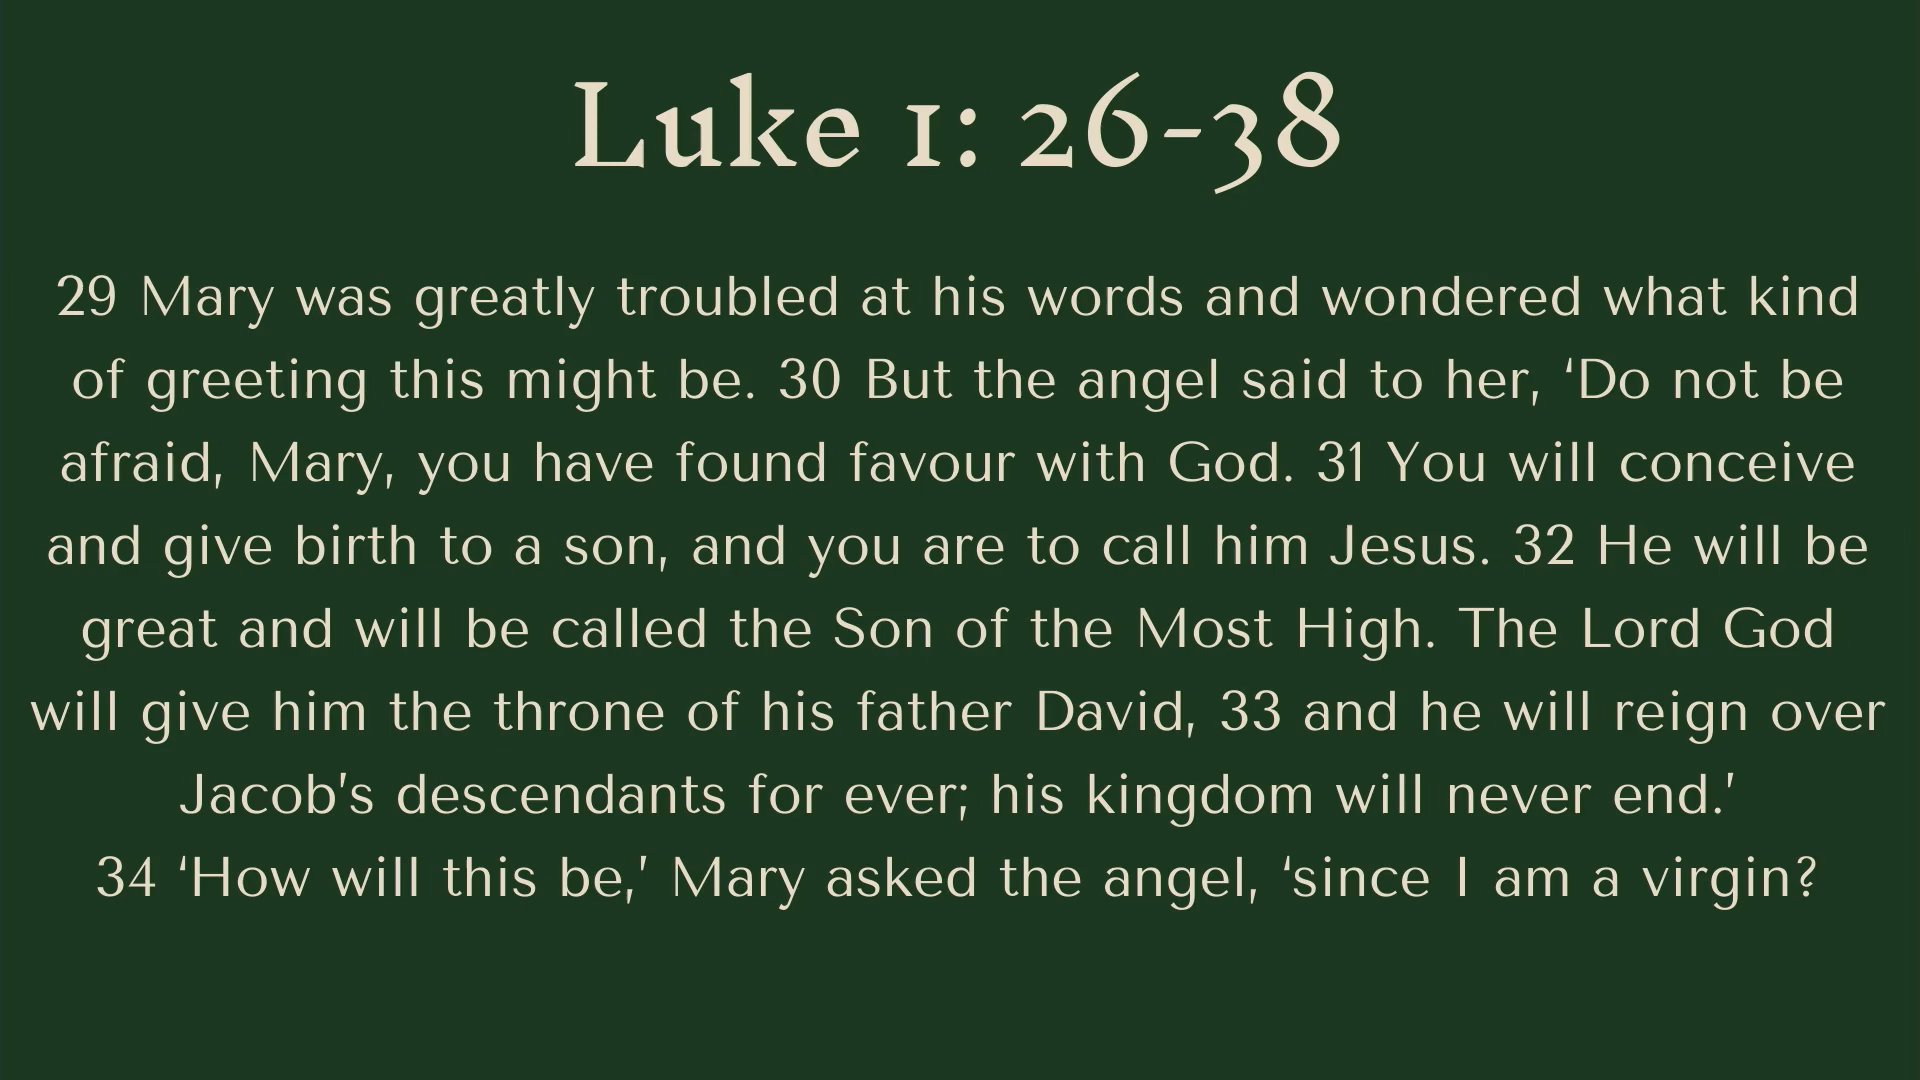 Luke 1: 26-38
29 Mary was greatly troubled at his words and wondered what kind
of greeting this might be. 30 But the angel said to her, ‘Do not be
afraid, Mary, you have found favour with God. 31 You will conceive
and give birth to a son, and you are to call him Jesus. 32 He will be
great and will be called the Son of the Most High. The Lord God
will give him the throne of his father David, 33 and he will reign over
Jacob’s descendants for ever; his kingdom will never end.’
34 ‘How will this be,’ Mary asked the angel, ‘since I am a virgin?